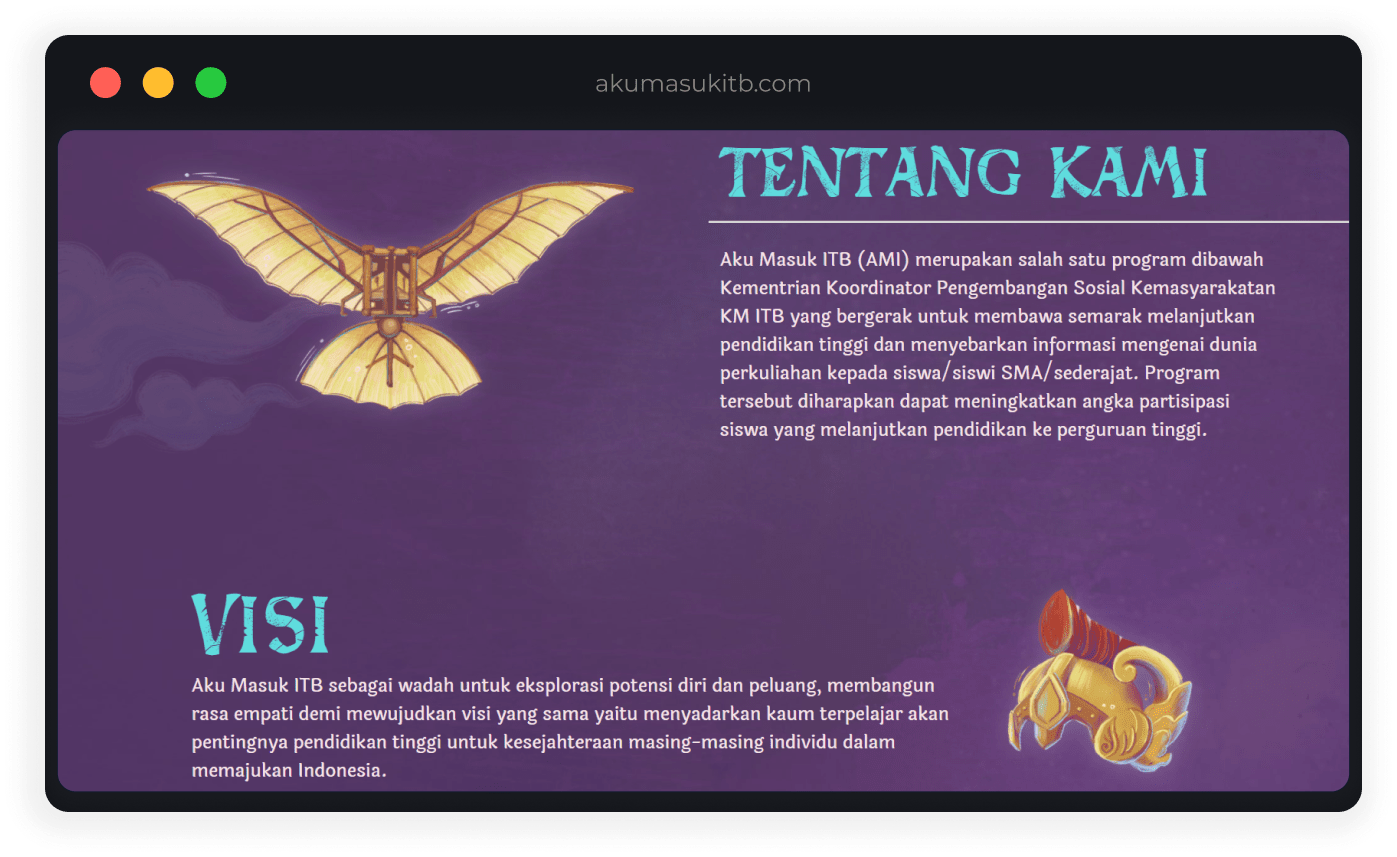 akumasukitb.com
TENTANG KAMI
Aku Masuk ITB (AMI) merupakan salah satu program dibawah
Kementrian Koordinator Pengembangan Sosial Kemasyarakatan
KM ITB yang bergerak untuk membawa semarak melanjutkan
pendidikan tinggi dan menyebarkan informasi mengenai dunia
perkuliahan kepada siswa/siswi SMA/sederajat. Program
tersebut diharapkan dapat meningkatkan angka partisipasi
siswa yang melanjutkan pendidikan ke perguruan tinggi.
VISI
Aku Masuk ITB sebagai wadah untuk eksplorasi potensi diri dan peluang, membangun
rasa empati demi mewujudkan visi yang sama yaitu menyadarkan kaum terpelajar akan
pentingnya pendidikan tinggi untuk kesejahteraan masing-masing individu dalam
memajukan Indonesia.